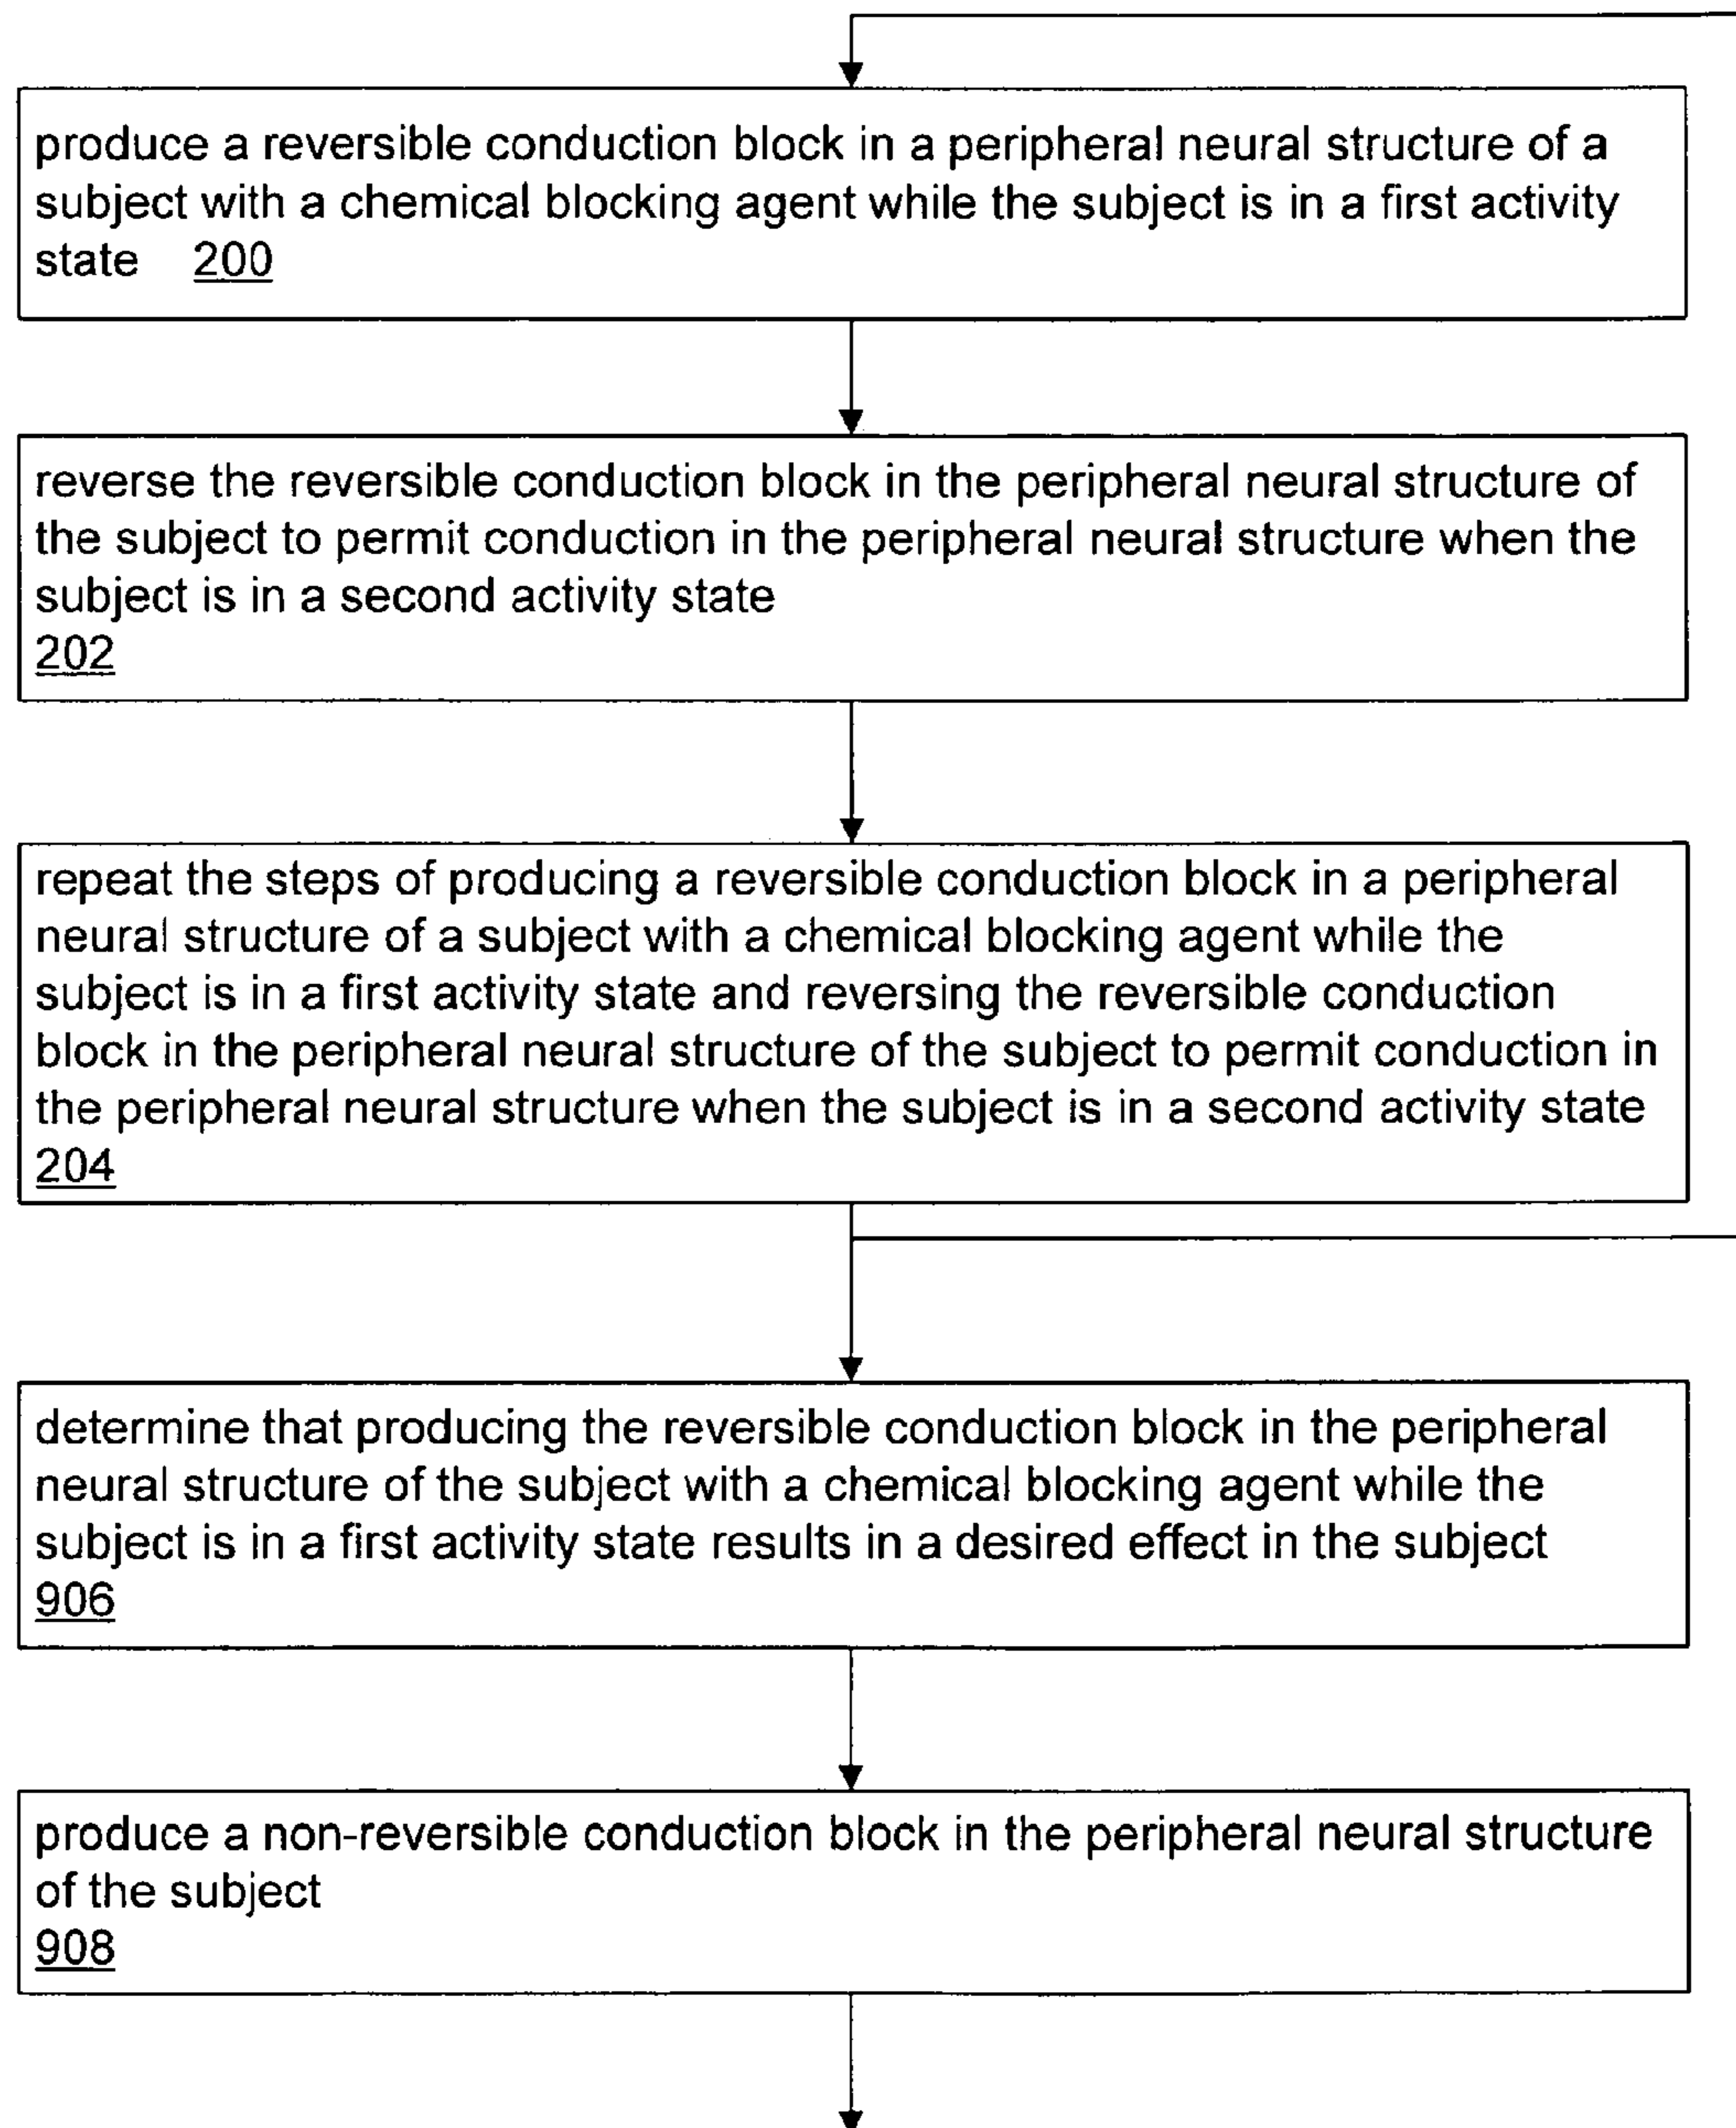 produce a reversible conduction block in a peripheral neural structure of a
subject with a chemical blocking agent while the subject is in a first activity
state 200
reverse the reversible conduction block in the peripheral neural structure of
the subject to permit conduction in the peripheral neural structure when the
subject is in a second activity state
202
repeat the steps of producing a reversible conduction block in a peripheral
neural structure of a subject with a chemical blocking agent while the
subject is in a first activity state and reversing the reversible conduction
block in the peripheral neural structure of the subject to permit conduction in
the peripheral neural structure when the subject is in a second activity state
204
determine that producing the reversible conduction block in the peripheral
neural structure of the subject with a chemical blocking agent while the
subject is in a first activity state results in a desired effect in the subject
906
produce a non-reversible conduction block in the peripheral neural structure
of the subject
908